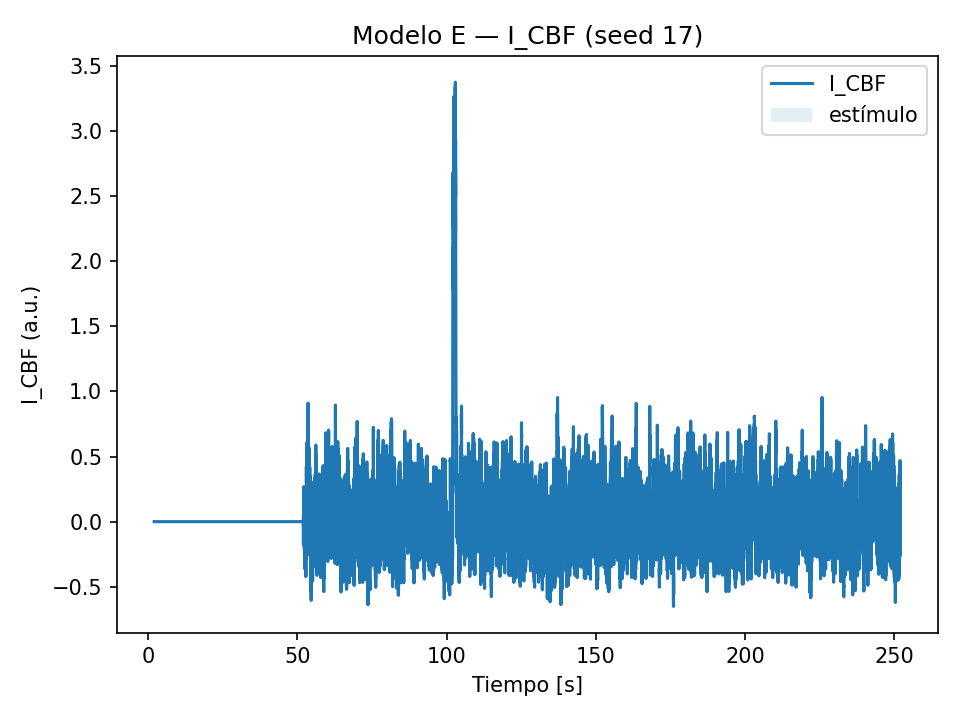 Modelo E — I_CBF (seed 17)
I_CBF
estímulo
3.5
3.0
2.5
2.0
1.5
1.0
0.5
0.0
−0.5
I_CBF (a.u.)
0 50 100 150 200 250
Tiempo [s]